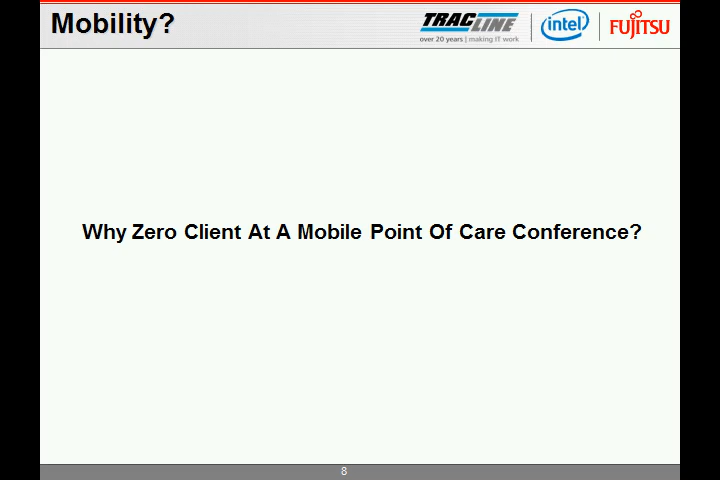 Mobility?
TRACLINE
over 20 years | making IT work
intel
FUJITSU
Why Zero Client At A Mobile Point Of Care Conference?
8